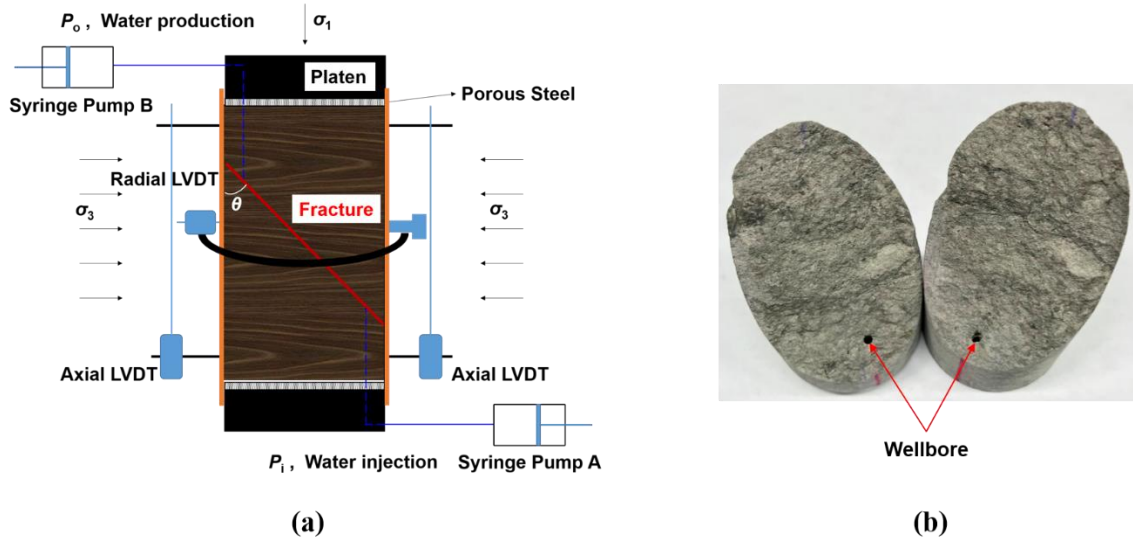 Pₒ , Water production
σ₁
Platen
Syringe Pump B
Porous Steel
Radial LVDT
θ
Fracture
σ₃
σ₃
Axial LVDT
Axial LVDT
Pᵢ , Water injection
Syringe Pump A
Wellbore
(a)
(b)